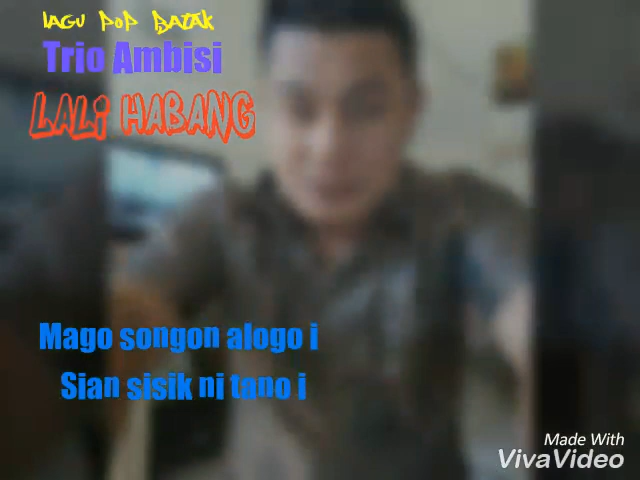 lagu pop Batak
Trio Ambisi
LALi HABANG
Mago songon alogo i
Sian sisik ni tano i
Made With
VivaVideo